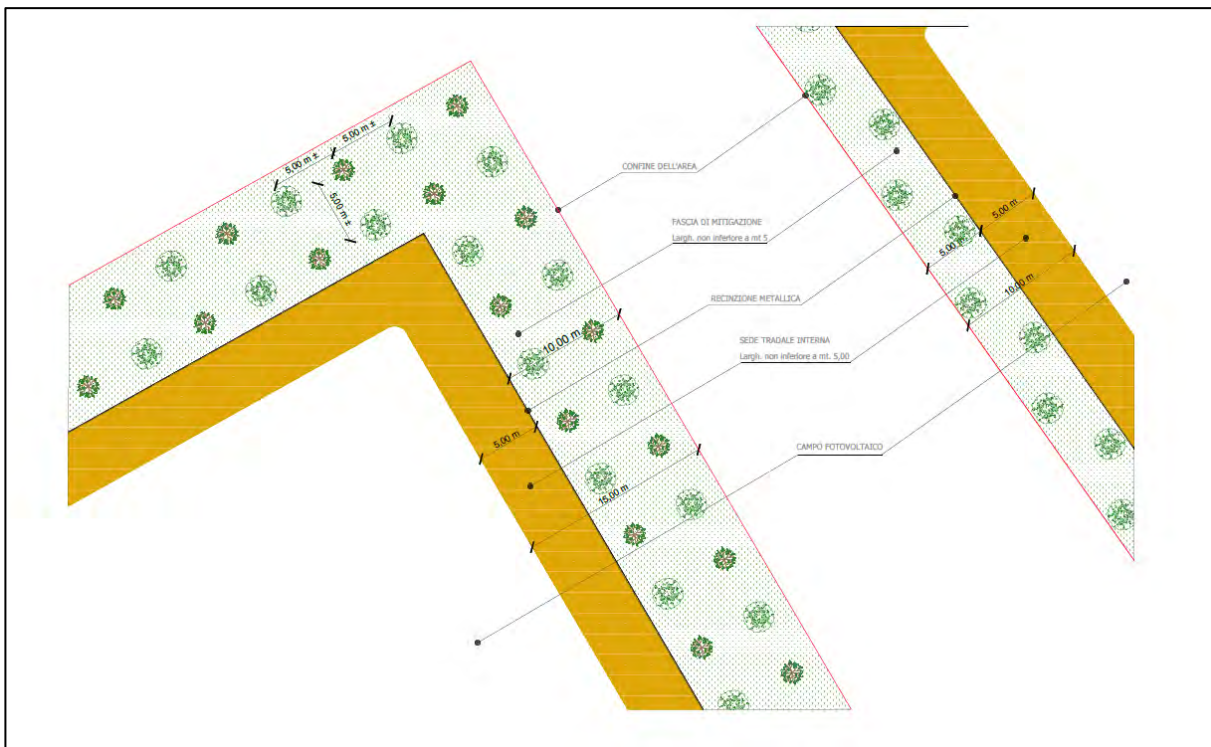 5,00 m ±
5,00 m ±
5,00 m ±
CONFINE DELL'AREA
FASCIA DI MITIGAZIONE
Largh. non inferiore a mt 5
RECINZIONE METALLICA
SEDE TRADALE INTERNA
Largh. non inferiore a mt. 5,00
CAMPO FOTOVOLTAICO
10,00 m
5,00 m
15,00 m
5,00 m
5,00 m
10,00 m